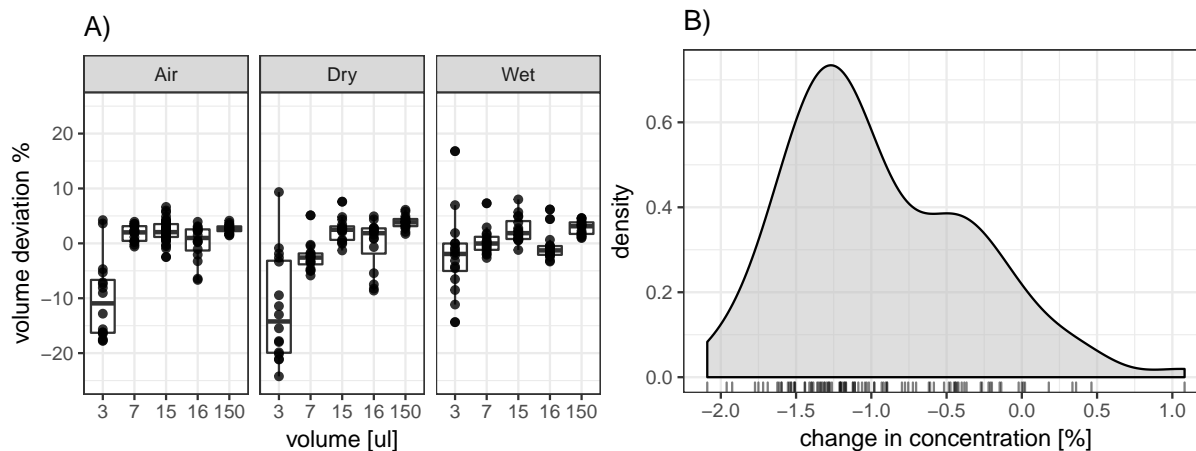 A)
Air Dry Wet
volume deviation %
20
10
0
−10
−20
3 7 15 16 150 3 7 15 16 150 3 7 15 16 150
volume [ul]
B)
density
0.6
0.4
0.2
0.0
−2.0 −1.5 −1.0 −0.5 0.0 0.5 1.0
change in concentration [%]